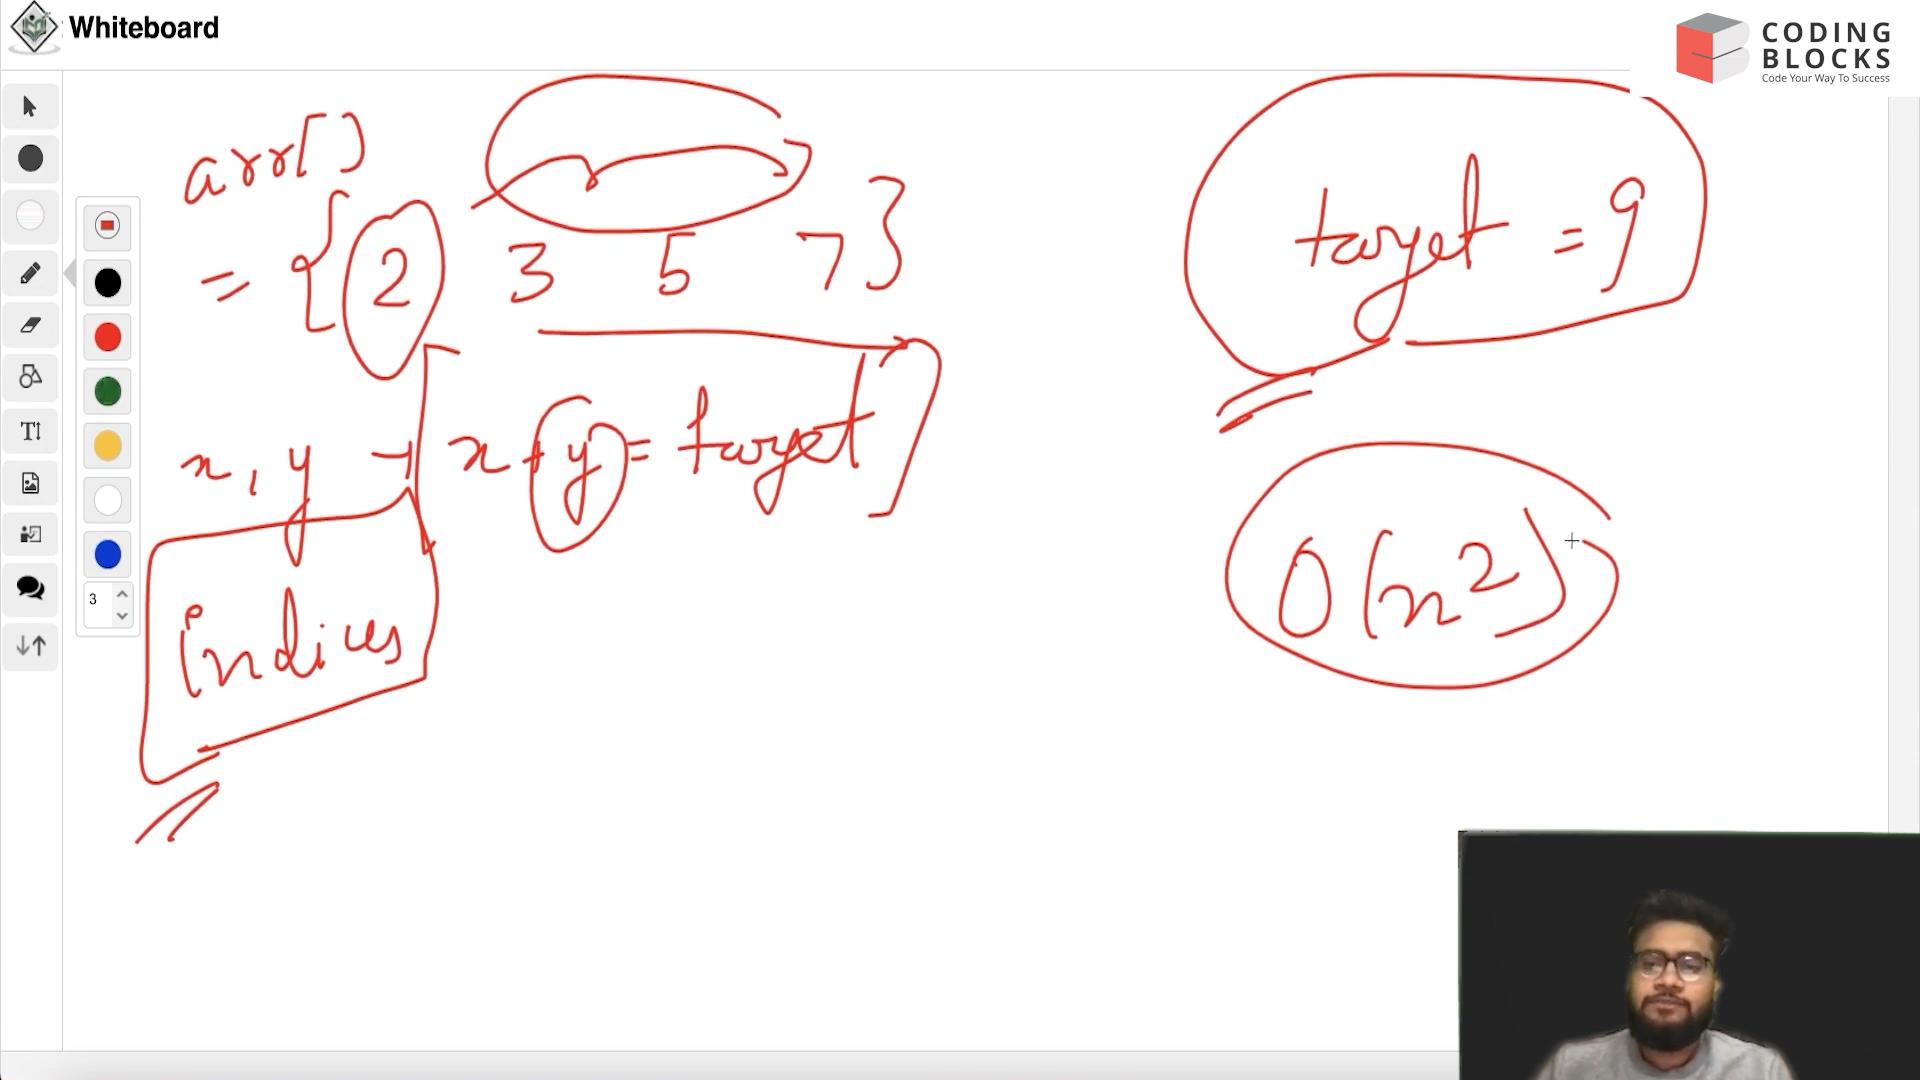 Whiteboard
CODING
BLOCKS
Code Your Way To Success
arr[]
= { 2 3 5 7 }
target = 9
x, y → [ x + y = target ]
indices
O(n²)
T
3